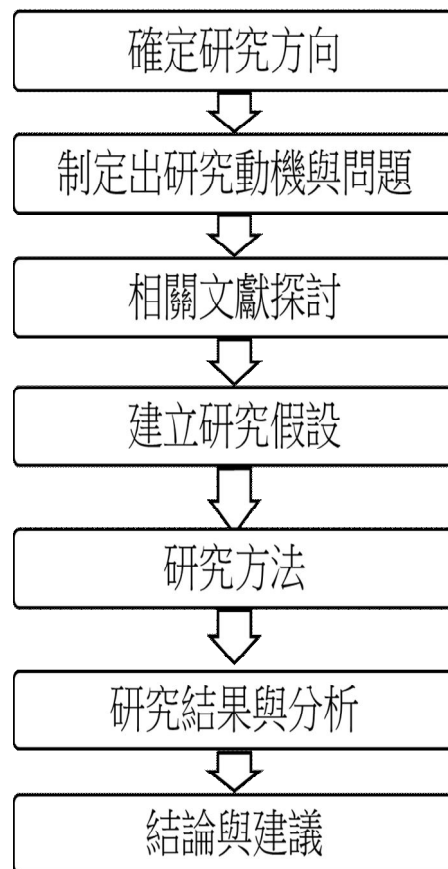 確定研究方向
制定出研究動機與問題
相關文獻探討
建立研究假設
研究方法
研究結果與分析
結論與建議